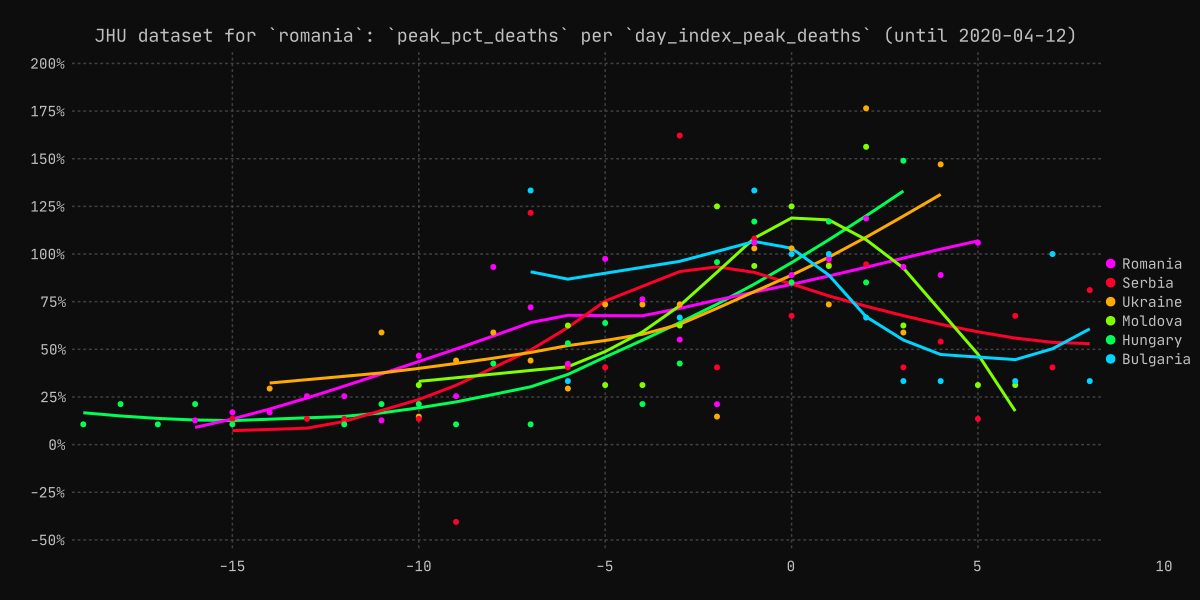 JHU dataset for `romania`: `peak_pct_deaths` per `day_index_peak_deaths` (until 2020-04-12)
200%
175%
150%
125%
100%
75%
50%
25%
0%
-25%
-50%
-15
-10
-5
0
5
10
Romania
Serbia
Ukraine
Moldova
Hungary
Bulgaria